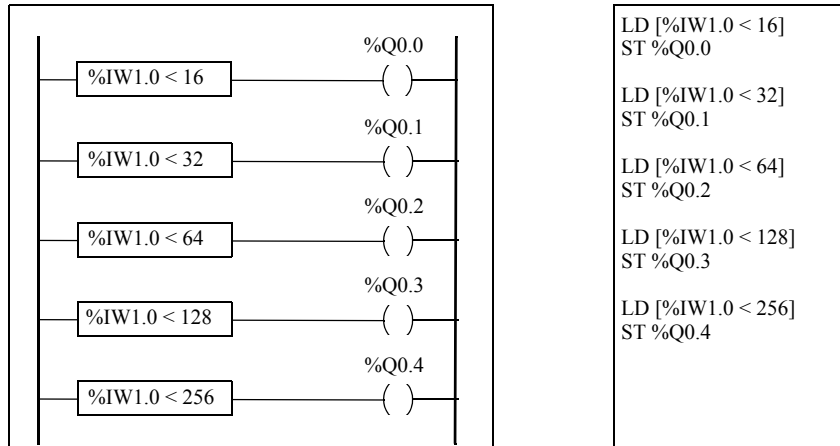 %Q0.0
%IW1.0 < 16
%Q0.1
%IW1.0 < 32
%Q0.2
%IW1.0 < 64
%Q0.3
%IW1.0 < 128
%Q0.4
%IW1.0 < 256
LD [%IW1.0 < 16]
ST %Q0.0
LD [%IW1.0 < 32]
ST %Q0.1
LD [%IW1.0 < 64]
ST %Q0.2
LD [%IW1.0 < 128]
ST %Q0.3
LD [%IW1.0 < 256]
ST %Q0.4